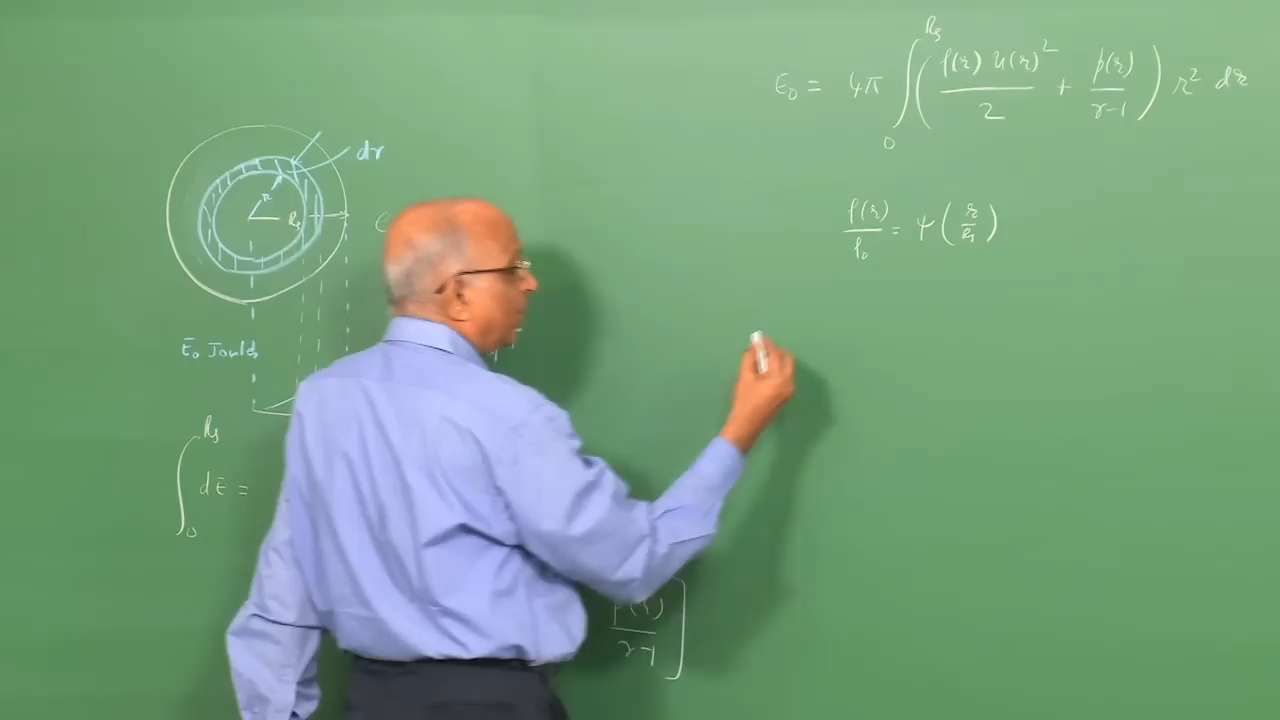 E₀ = 4π ∫₀^{R_s} ( ρ(r) u(r)² / 2 + p(r) / γ-1 ) r² dr
ρ(r) / ρ₀ = ψ ( r / R_s )
dr
r
R_s
E₀ Joules
∫₀^{R_s} dE =
p(r) / γ-1 ]